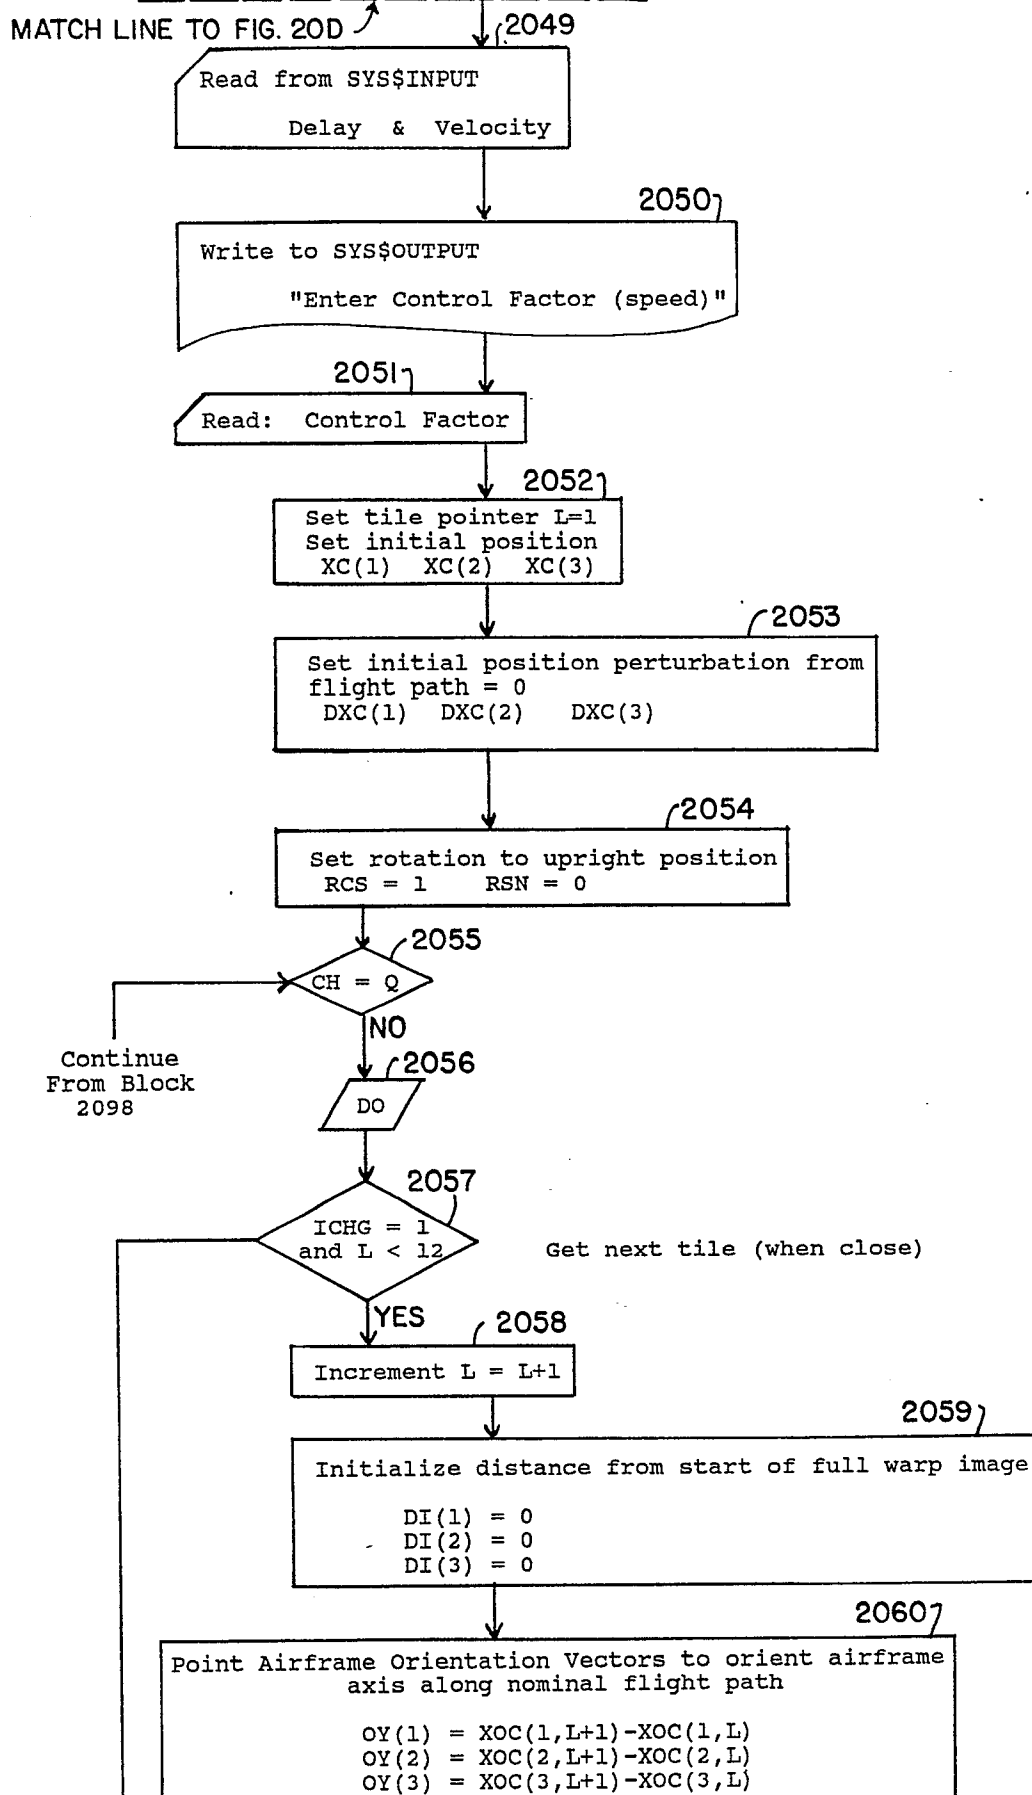 MATCH LINE TO FIG. 20D
2049
Read from SYS$INPUT
Delay & Velocity
2050
Write to SYS$OUTPUT
"Enter Control Factor (speed)"
2051
Read: Control Factor
2052
Set tile pointer L=1
Set initial position
XC(1) XC(2) XC(3)
2053
Set initial position perturbation from
flight path = 0
DXC(1) DXC(2) DXC(3)
2054
Set rotation to upright position
RCS = 1 RSN = 0
2055
CH = Q
NO
Continue
From Block
2098
2056
DO
2057
ICHG = 1
and L < 12
Get next tile (when close)
YES
2058
Increment L = L+1
2059
Initialize distance from start of full warp image
DI(1) = 0
DI(2) = 0
DI(3) = 0
2060
Point Airframe Orientation Vectors to orient airframe
axis along nominal flight path
OY(1) = XOC(1,L+1)-XOC(1,L)
OY(2) = XOC(2,L+1)-XOC(2,L)
OY(3) = XOC(3,L+1)-XOC(3,L)